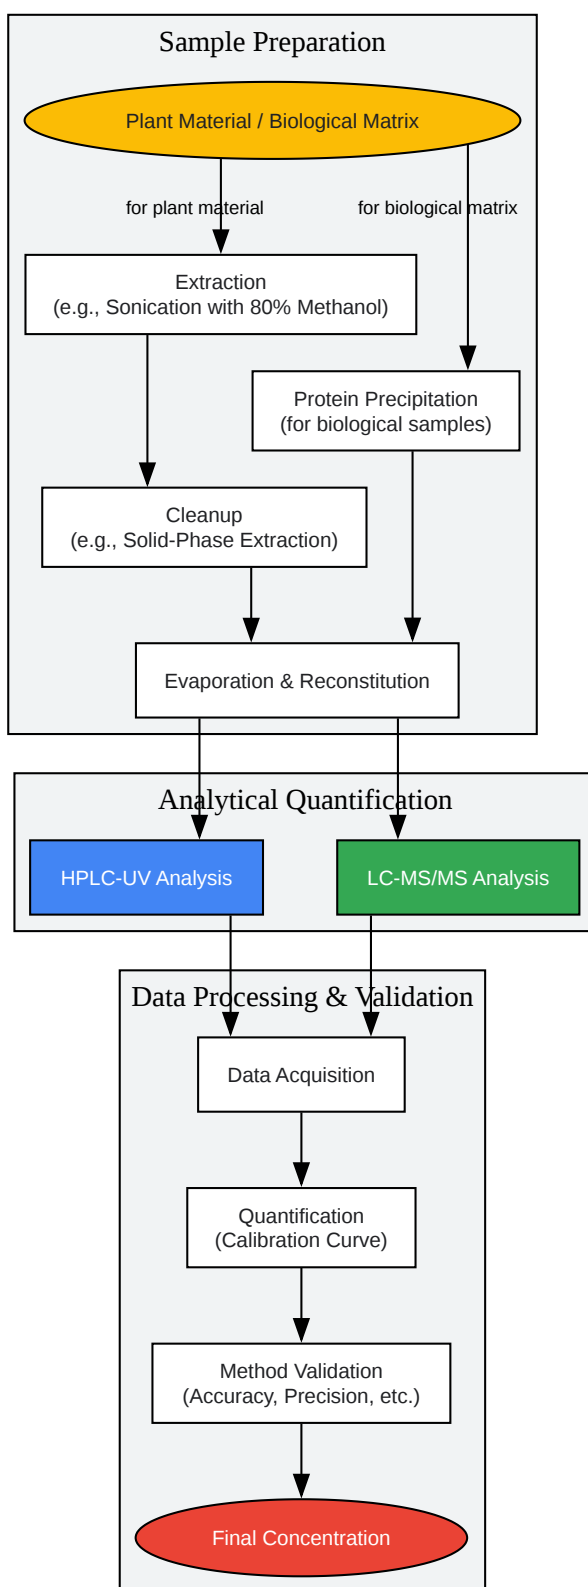 Sample Preparation
Plant Material / Biological Matrix
for plant material
for biological matrix
Extraction
(e.g., Sonication with 80% Methanol)
Protein Precipitation
(for biological samples)
Cleanup
(e.g., Solid-Phase Extraction)
Evaporation & Reconstitution
Analytical Quantification
HPLC-UV Analysis
LC-MS/MS Analysis
Data Processing & Validation
Data Acquisition
Quantification
(Calibration Curve)
Method Validation
(Accuracy, Precision, etc.)
Final Concentration